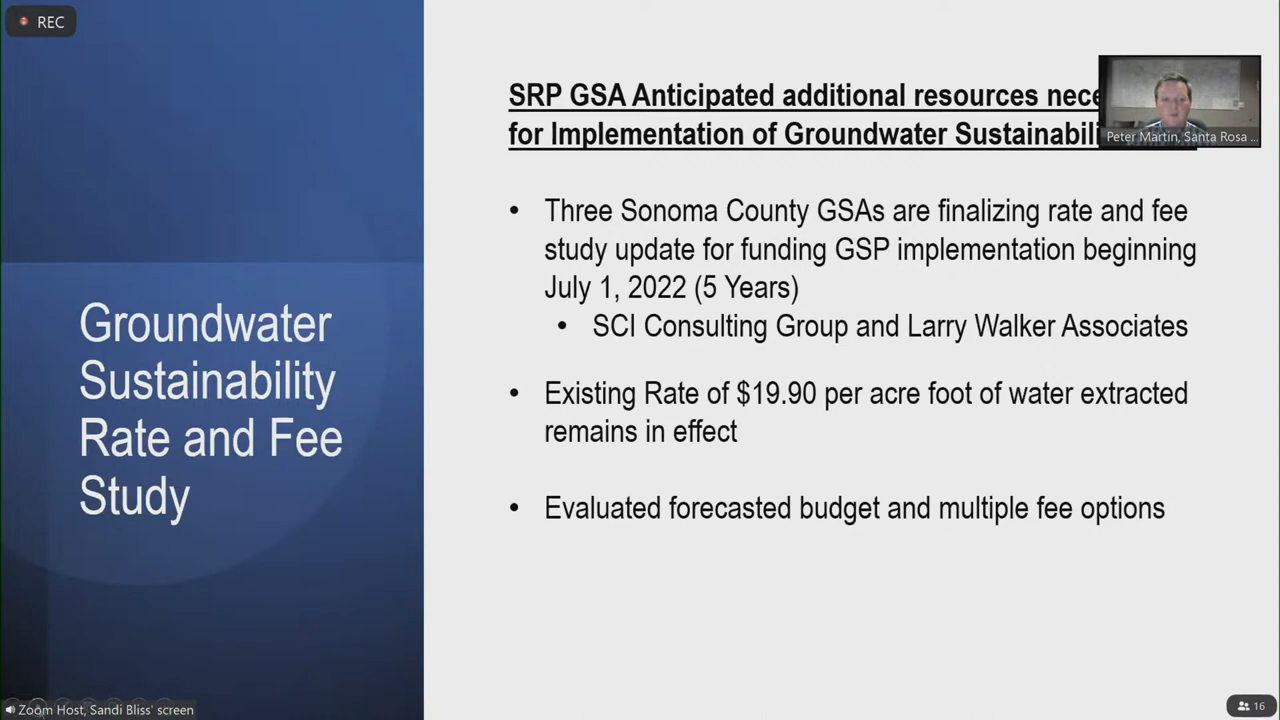 REC
SRP GSA Anticipated additional resources
for Implementation of Groundwater
Peter Martin, Santa Rosa ...
• Three Sonoma County GSAs are finalizing rate and fee
study update for funding GSP implementation beginning
July 1, 2022 (5 Years)
• SCI Consulting Group and Larry Walker Associates
• Existing Rate of $19.90 per acre foot of water extracted
remains in effect
• Evaluated forecasted budget and multiple fee options
Groundwater
Sustainability
Rate and Fee
Study
Zoom Host, Sandi Bliss' screen
16